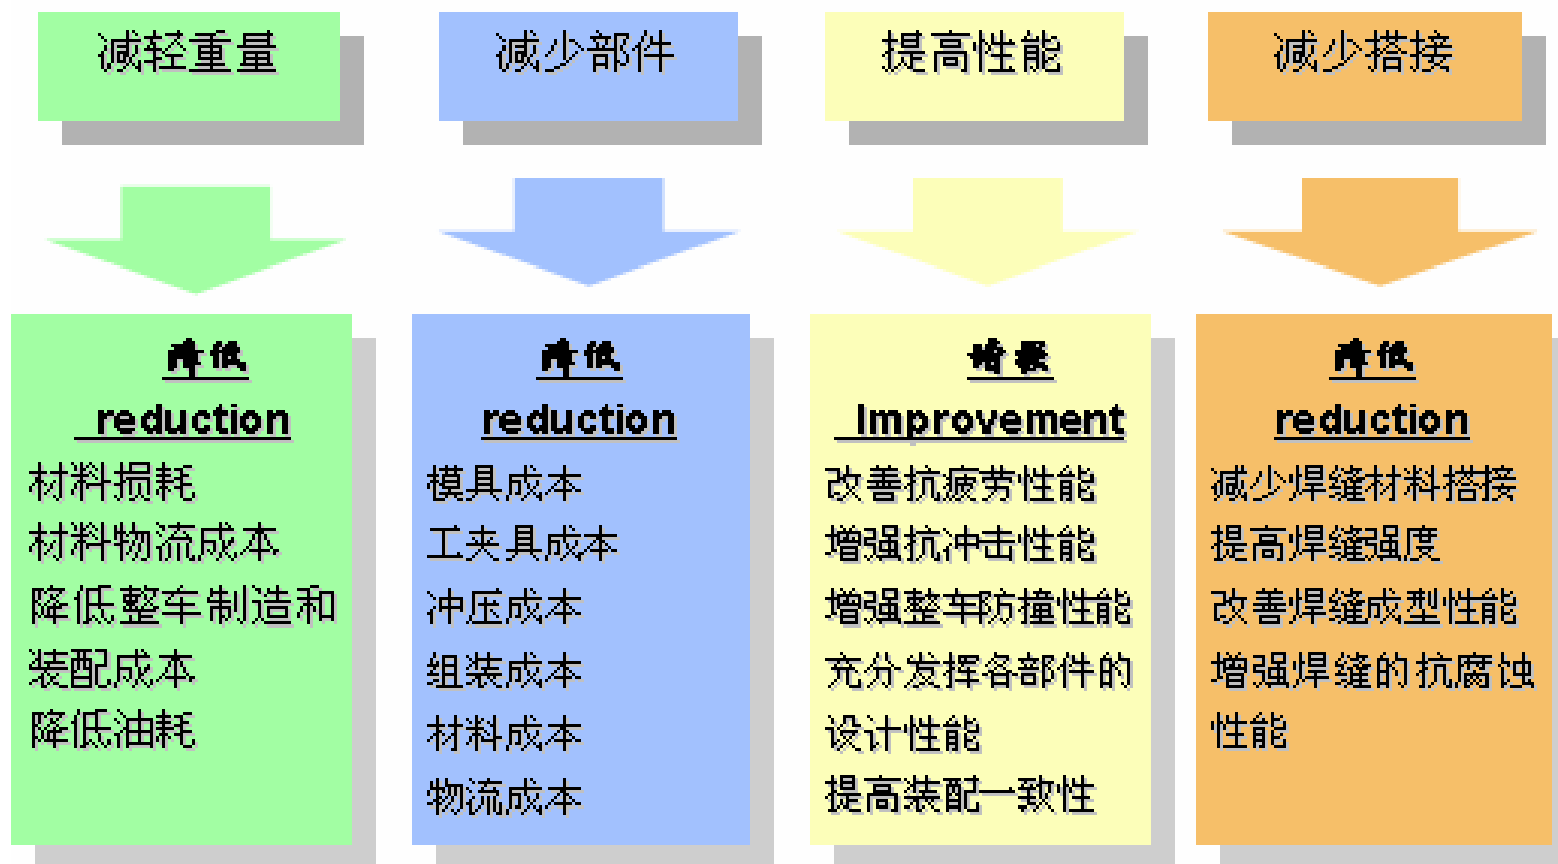 减轻重量
降低
reduction
材料损耗
材料物流成本
降低整车制造和
装配成本
降低油耗
减少部件
降低
reduction
模具成本
工夹具成本
冲压成本
组装成本
材料成本
物流成本
提高性能
Improvement
改善抗疲劳性能
增强抗冲击性能
增强整车防撞性能
充分发挥各部件的
设计性能
提高装配一致性
减少搭接
降低
reduction
减少焊缝材料搭接
提高焊缝强度
改善焊缝成型性能
增强焊缝的抗腐蚀
性能